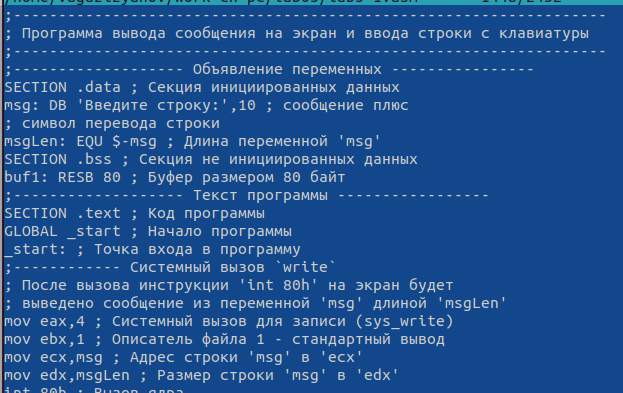 ;---------------------------------------------------------------
; Программа вывода сообщения на экран и ввода строки с клавиатуры
;---------------------------------------------------------------
;------------------ Объявление переменных ---------------
SECTION .data ; Секция инициированных данных
msg: DB 'Введите строку:',10 ; сообщение плюс
; символ перевода строки
msgLen: EQU $-msg ; Длина переменной 'msg'
SECTION .bss ; Секция не инициированных данных
buf1: RESB 80 ; Буфер размером 80 байт
;------------------ Текст программы ----------------
SECTION .text ; Код программы
GLOBAL _start ; Начало программы
_start: ; Точка входа в программу
;------------ Системный вызов `write`
; После вызова инструкции 'int 80h' на экран будет
; выведено сообщение из переменной 'msg' длиной 'msgLen'
mov eax,4 ; Системный вызов для записи (sys_write)
mov ebx,1 ; Описатель файла 1 - стандартный вывод
mov ecx,msg ; Адрес строки 'msg' в 'ecx'
mov edx,msgLen ; Размер строки 'msg' в 'edx'
int 80h ; Вызов ядра